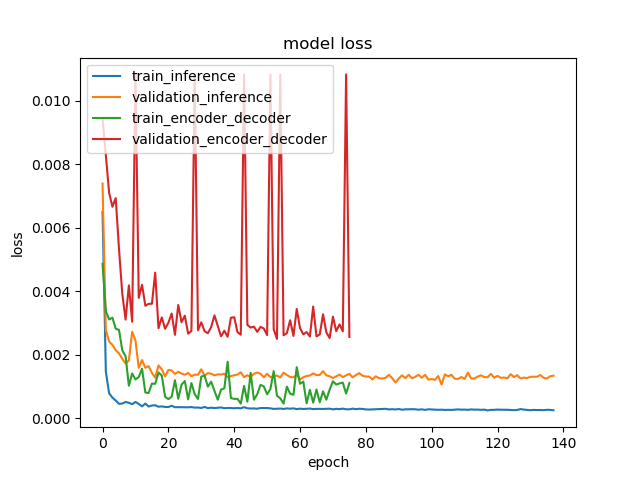 model loss
train_inference
validation_inference
train_encoder_decoder
validation_encoder_decoder
0.010
0.008
0.006
0.004
0.002
0.000
loss
0 20 40 60 80 100 120 140
epoch